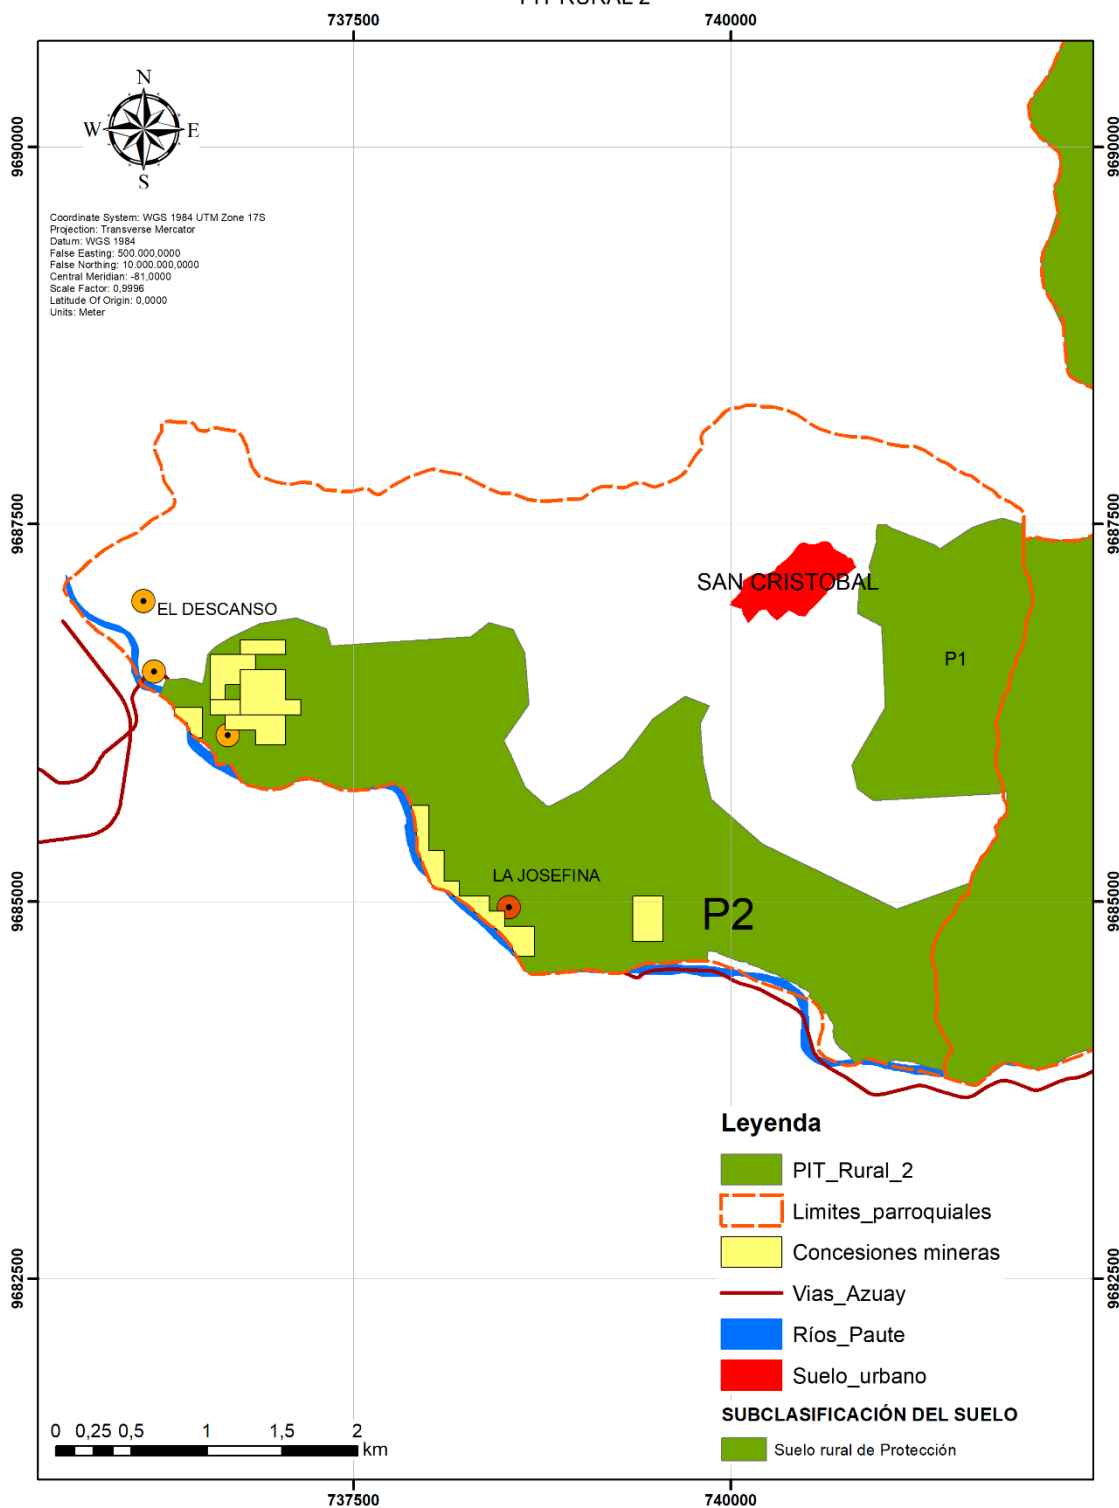 PIT RURAL 2
737500 740000
N
W E
S
9690000 9690000
Coordinate System: WGS 1984 UTM Zone 17S
Projection: Transverse Mercator
Datum: WGS 1984
False Easting: 500.000,0000
False Northing: 10.000.000,0000
Central Meridian: -81,0000
Scale Factor: 0,9996
Latitude Of Origin: 0,0000
Units: Meter
9687500 9687500
SAN CRISTOBAL
EL DESCANSO
P1
LA JOSEFINA
P2
9685000 9685000
Leyenda
PIT_Rural_2
Limites_parroquiales
Concesiones mineras
9682500 9682500
Vias_Azuay
Ríos_Paute
Suelo_urbano
SUBCLASIFICACIÓN DEL SUELO
Suelo rural de Protección
0 0,25 0,5 1 1,5 2
km
737500 740000